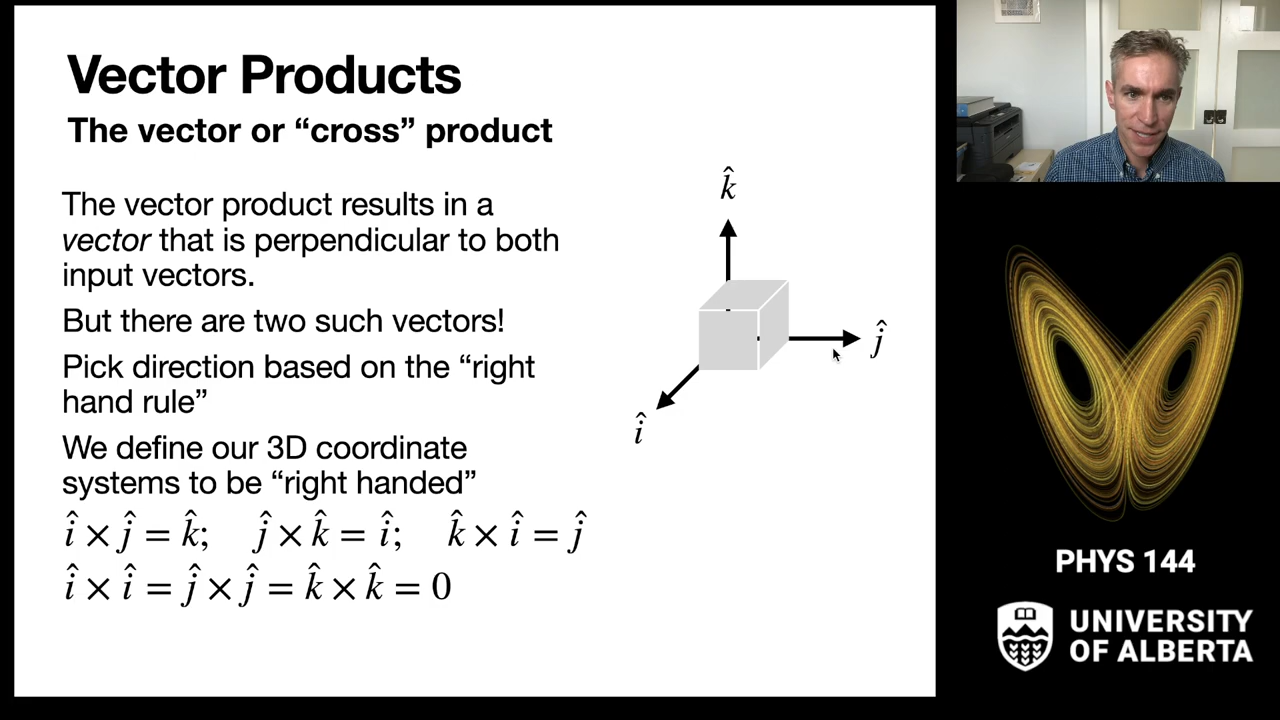 Vector Products
The vector or “cross” product
The vector product results in a
vector that is perpendicular to both
input vectors.
But there are two such vectors!
Pick direction based on the “right
hand rule”
We define our 3D coordinate
systems to be “right handed”
î × ĵ = k̂; ĵ × k̂ = î; k̂ × î = ĵ
î × î = ĵ × ĵ = k̂ × k̂ = 0
k̂
ĵ
î
PHYS 144
UNIVERSITY
OF ALBERTA